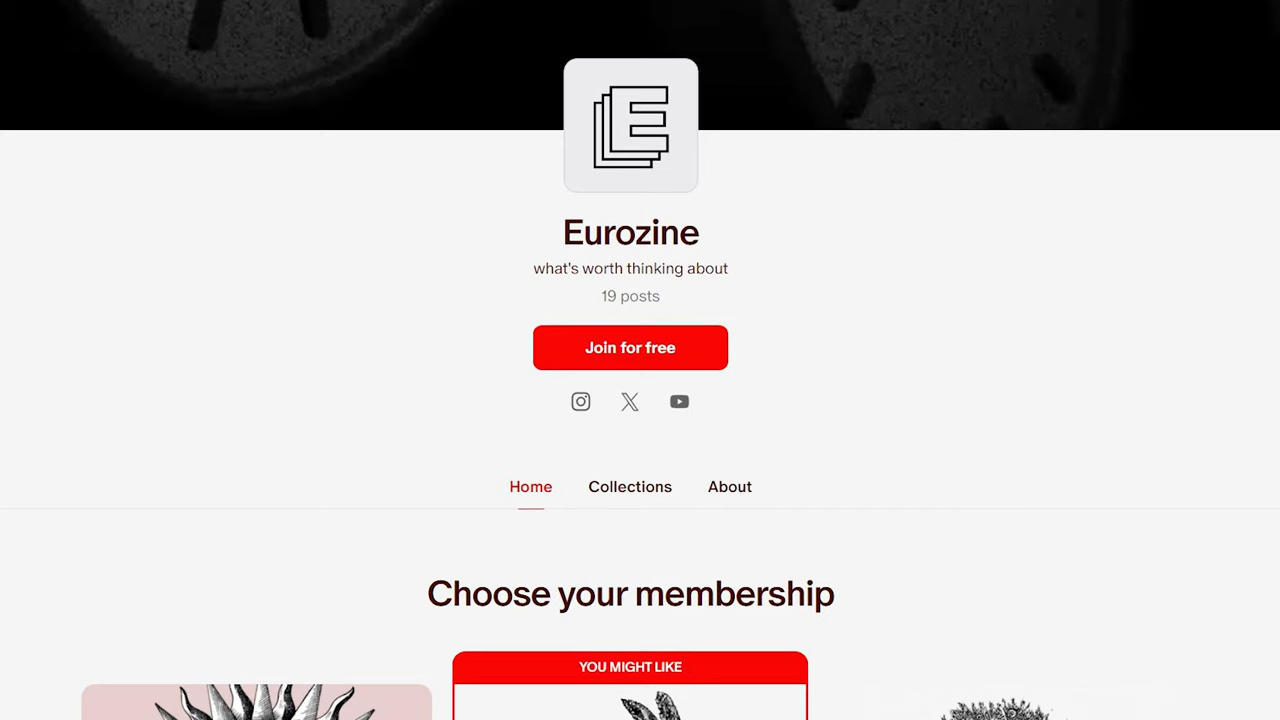 E
Eurozine
what's worth thinking about
19 posts
Join for free
Home Collections About
Choose your membership
YOU MIGHT LIKE